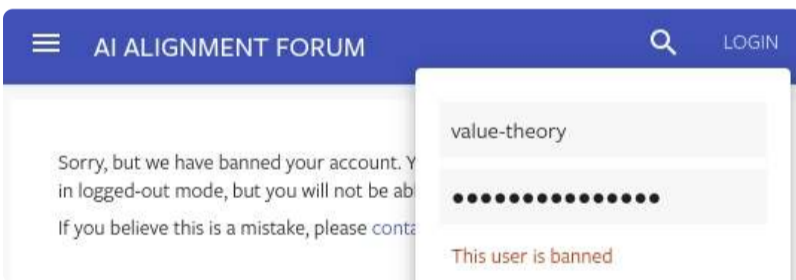 AI ALIGNMENT FORUM
LOGIN
Sorry, but we have banned your account. Y
in logged-out mode, but you will not be ab
If you believe this is a mistake, please conta
value-theory
•••••••••••••••
This user is banned